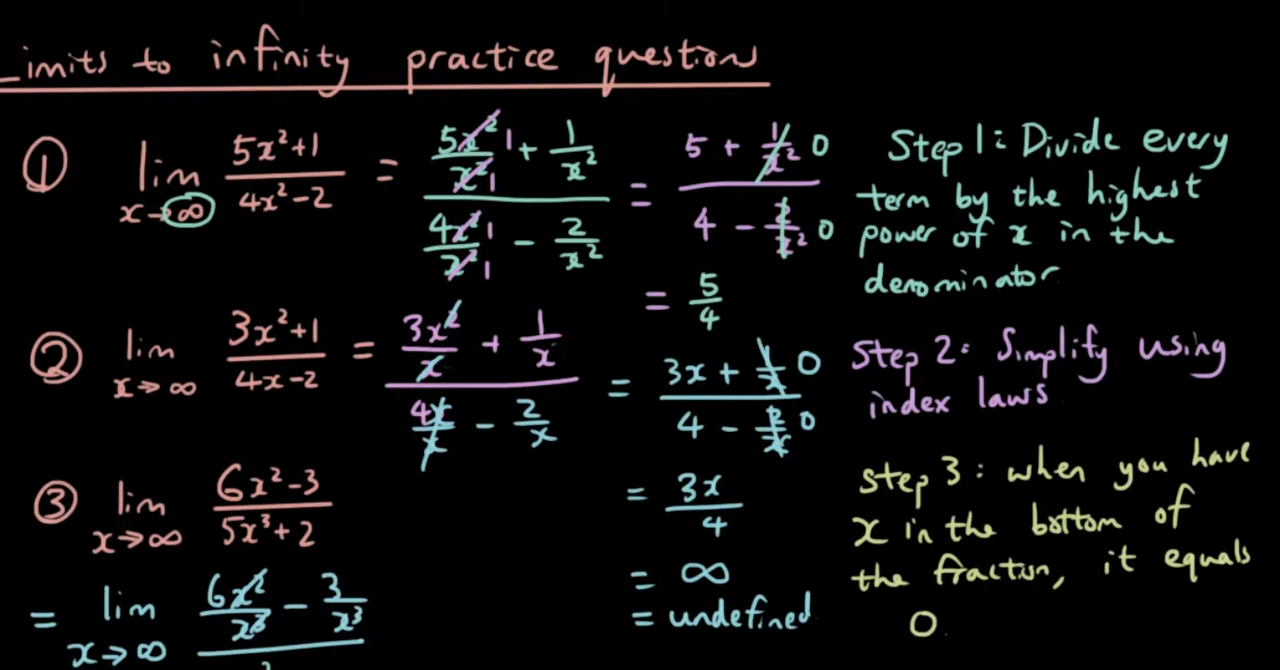 Limits to infinity practice questions
① lim x→∞ (5x²+1)/(4x²-2) = (5x²/x² + 1/x²)/(4x²/x² - 2/x²) = (5 + 1/x² 0)/(4 - 2/x² 0)
= 5/4
② lim x→∞ (3x²+1)/(4x-2) = (3x²/x + 1/x)/(4x/x - 2/x) = (3x + 1/x 0)/(4 - 2/x 0)
= 3x/4
= ∞
= undefined
③ lim x→∞ (6x²-3)/(5x³+2)
= lim x→∞ 6x²/x³ - 3/x³
Step 1: Divide every
term by the highest
power of x in the
denominator
Step 2: Simplify using
index laws
Step 3: when you have
x in the bottom of
the fraction, it equals
0.